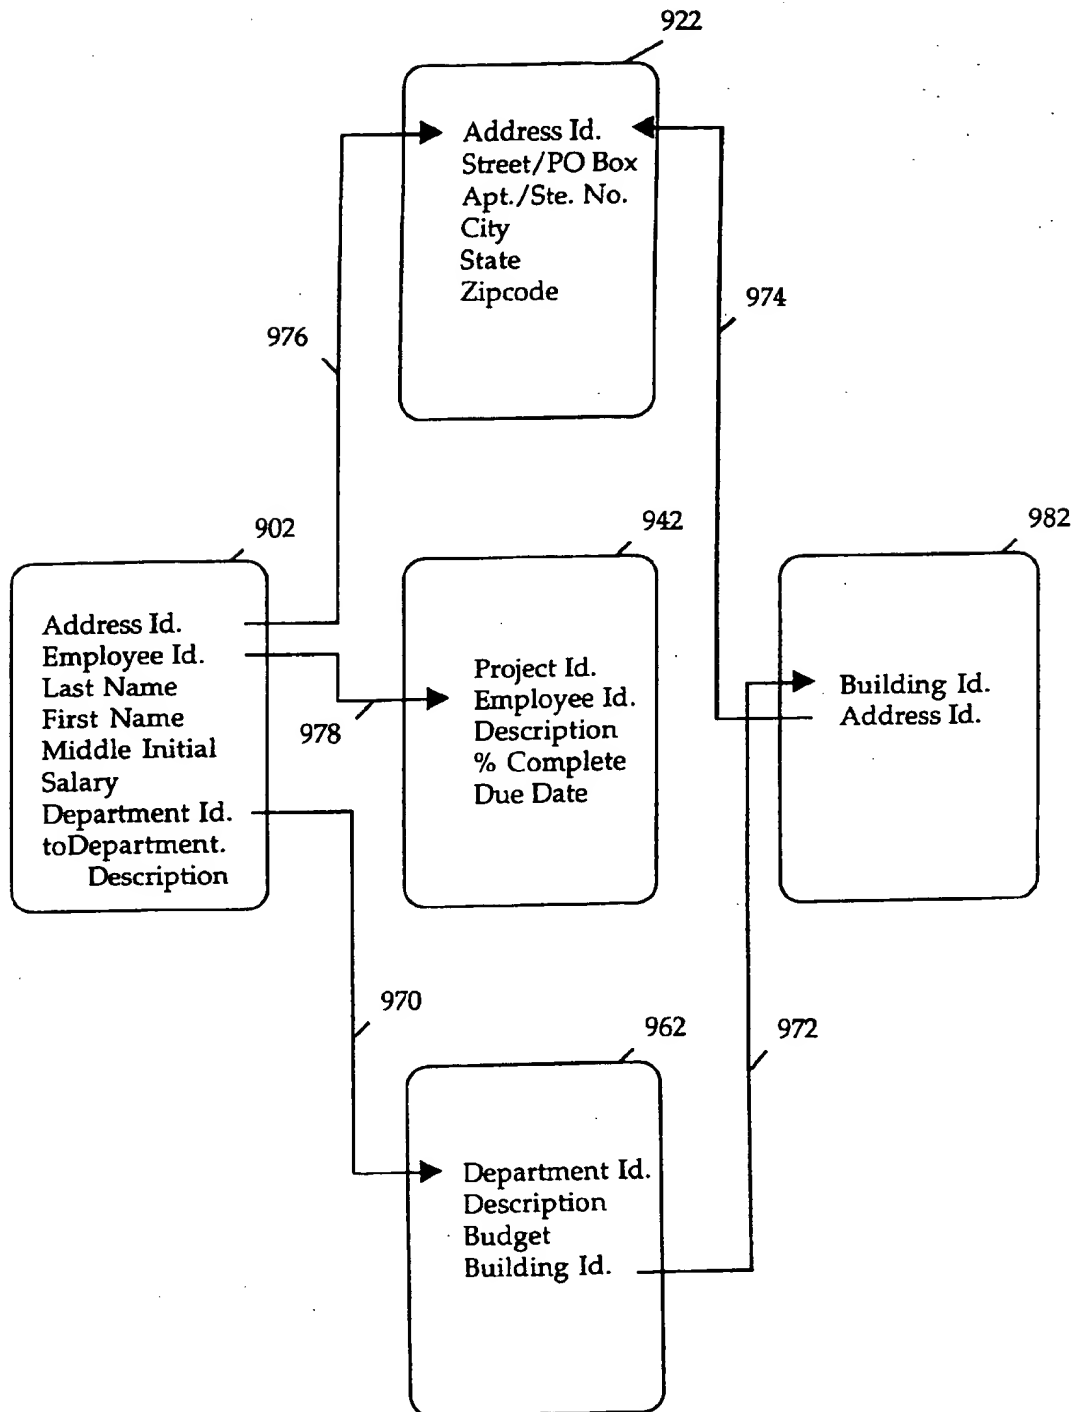 922
Address Id.
Street/PO Box
Apt./Ste. No.
City
State
Zipcode
976
974
902
Address Id.
Employee Id.
Last Name
First Name
Middle Initial
Salary
Department Id.
toDepartment.
Description
978
942
Project Id.
Employee Id.
Description
% Complete
Due Date
982
Building Id.
Address Id.
970
962
Department Id.
Description
Budget
Building Id.
972